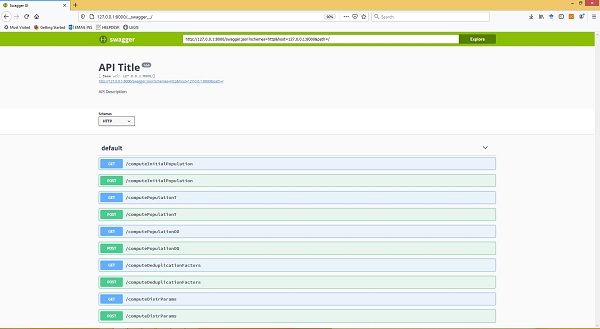 Swagger UI
127.0.0.1:8000/__swagger__/
90%
Most Visited Getting Started EMAIL INS HELPDESK
swagger
http://127.0.0.1:8000/swagger.json?schemes=http&host=127.0.0.1:8000&path=/
Explore
API Title
[ Base url: 127.0.0.1:8000/]
http://127.0.0.1:8000/swagger.json?schemes=http&host=127.0.0.1:8000&path=/
API Description
Schemes
HTTP
default
GET /computeInitialPopulation
POST /computeInitialPopulation
GET /computePopulation1
POST /computePopulation1
GET /computePopulationDD
POST /computePopulationDD
GET /computeDeduplicationFactors
POST /computeDeduplicationFactors
GET /computeDistrParams
POST /computeDistrParams